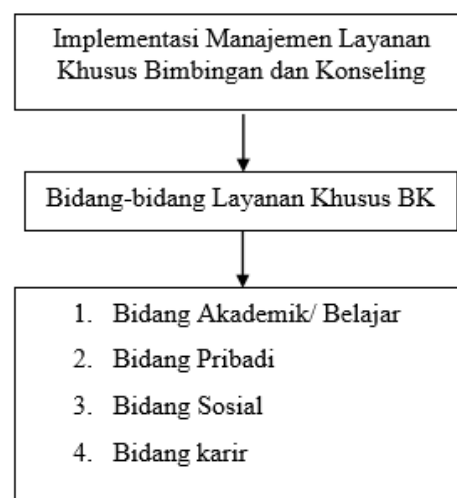 Implementasi Manajemen Layanan
Khusus Bimbingan dan Konseling
Bidang-bidang Layanan Khusus BK
1. Bidang Akademik/ Belajar
2. Bidang Pribadi
3. Bidang Sosial
4. Bidang karir